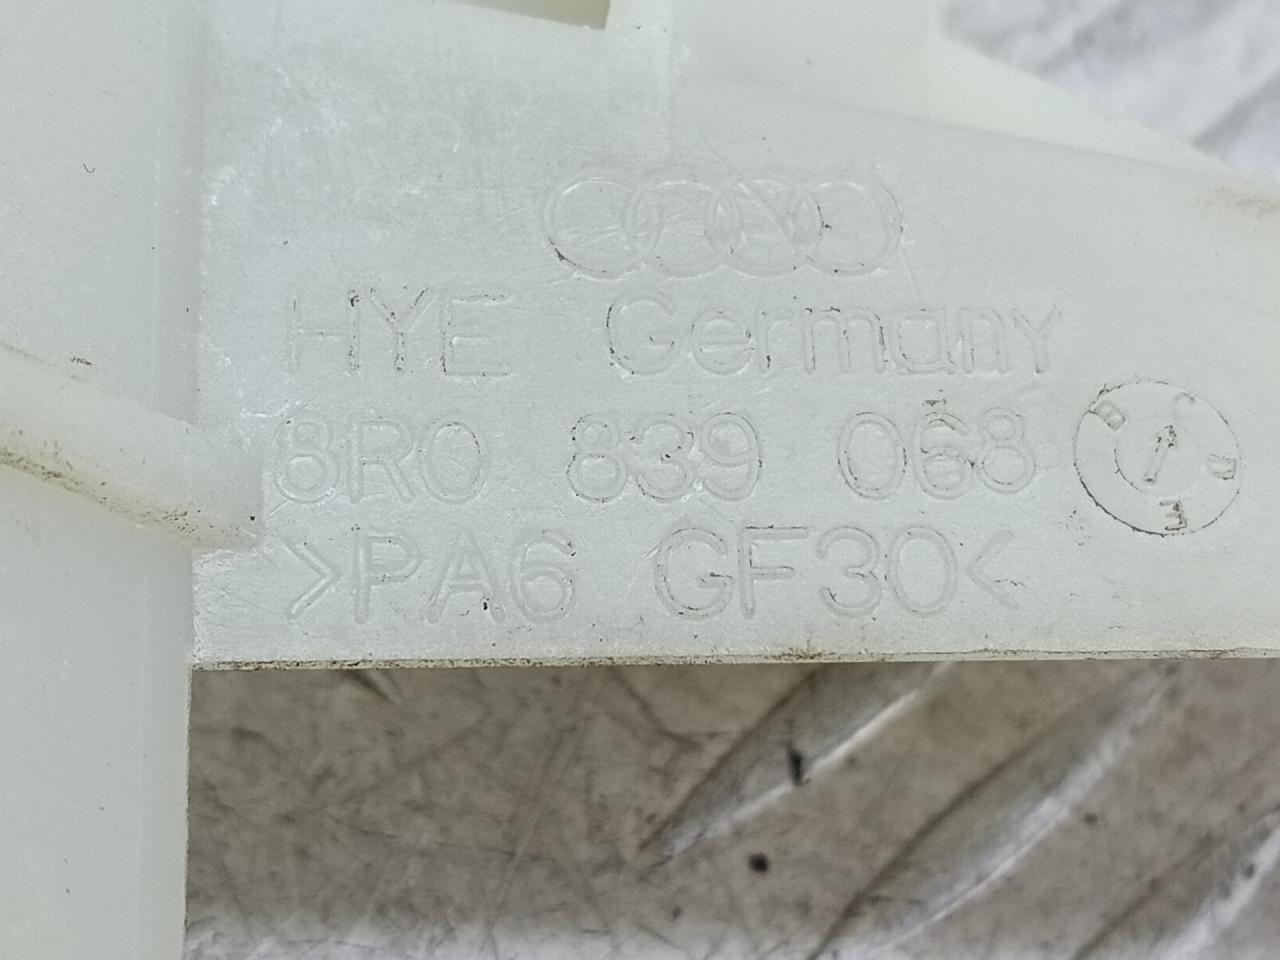 HYE Germany
8R0 839 068
>PA6 GF30<
B C D E